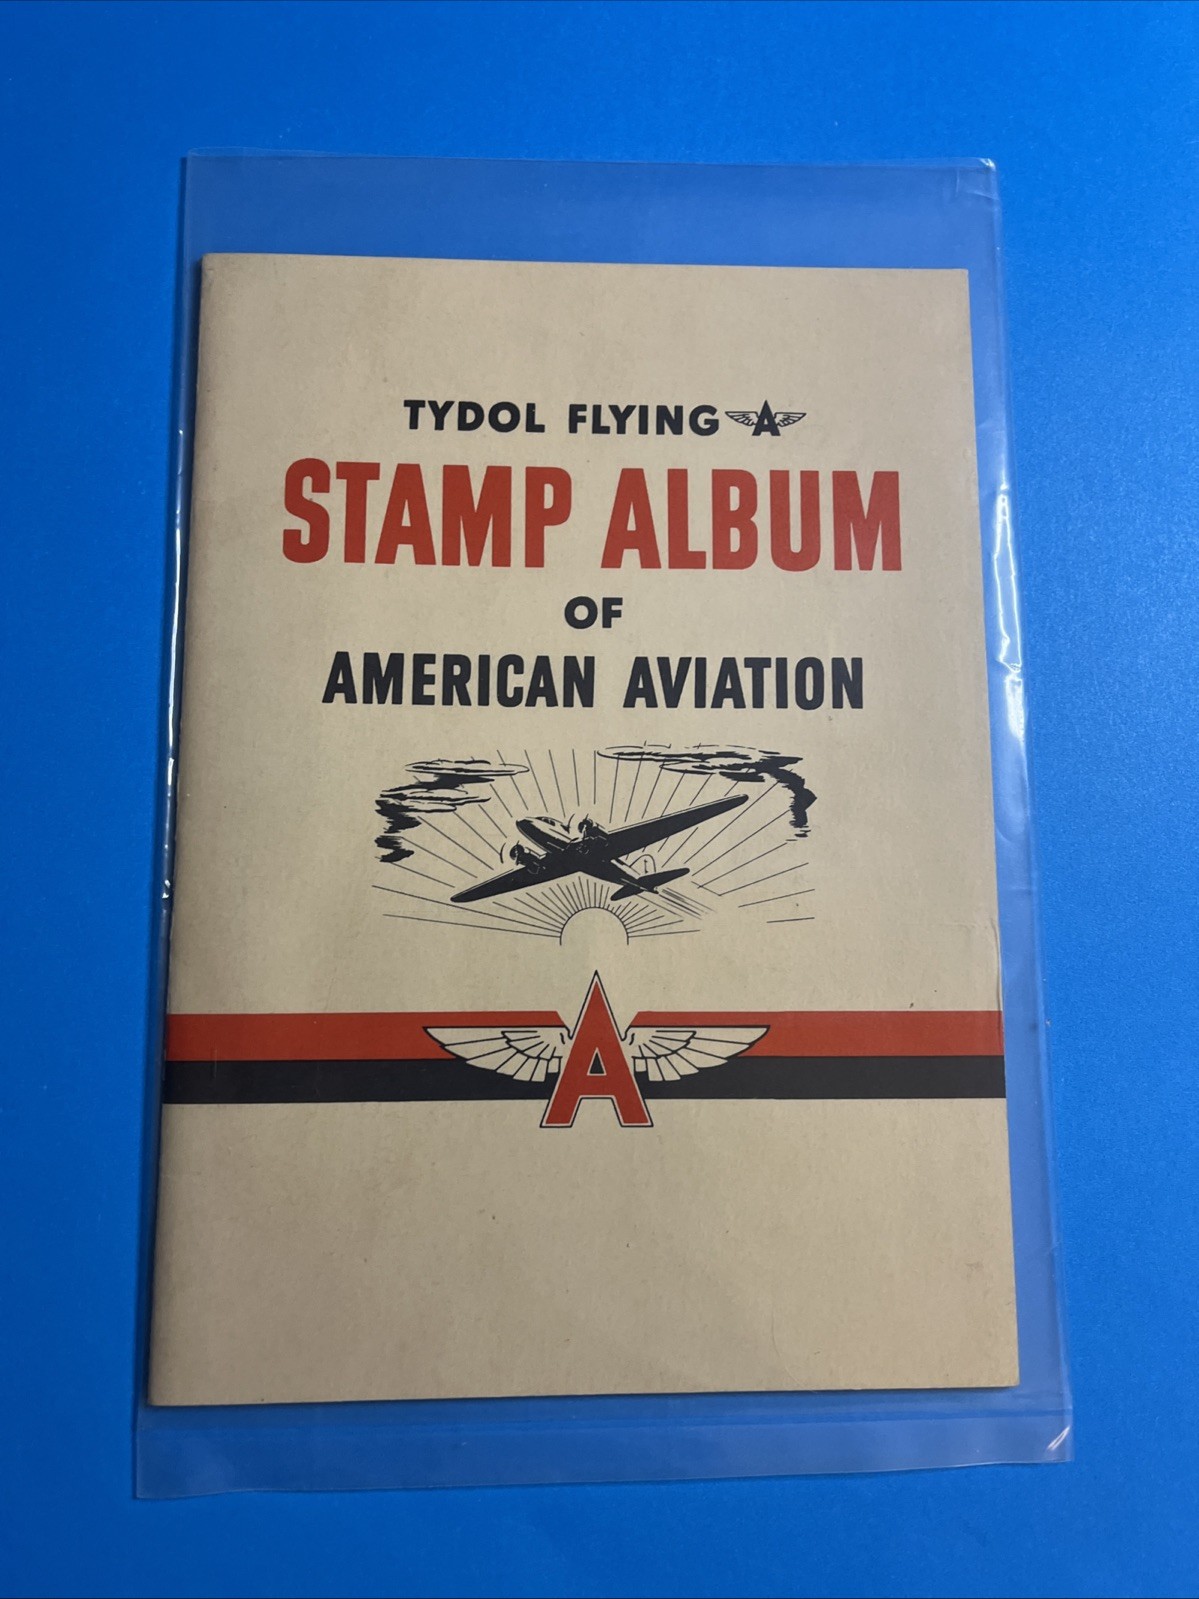 TYDOL FLYING A
STAMP ALBUM
OF
AMERICAN AVIATION
A